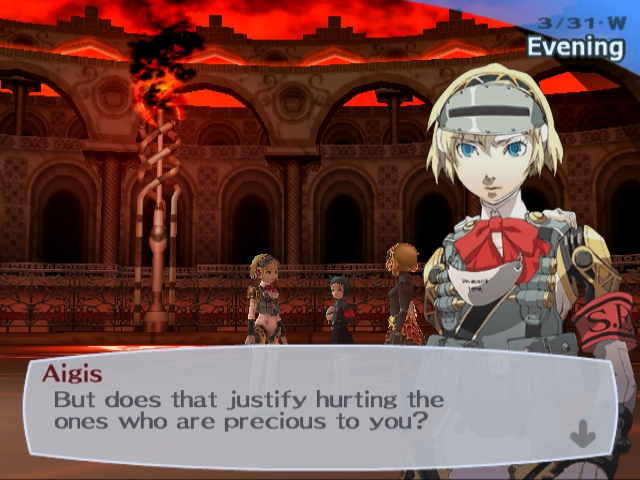 3/31·W
Evening
S.E
Aigis
But does that justify hurting the
ones who are precious to you?